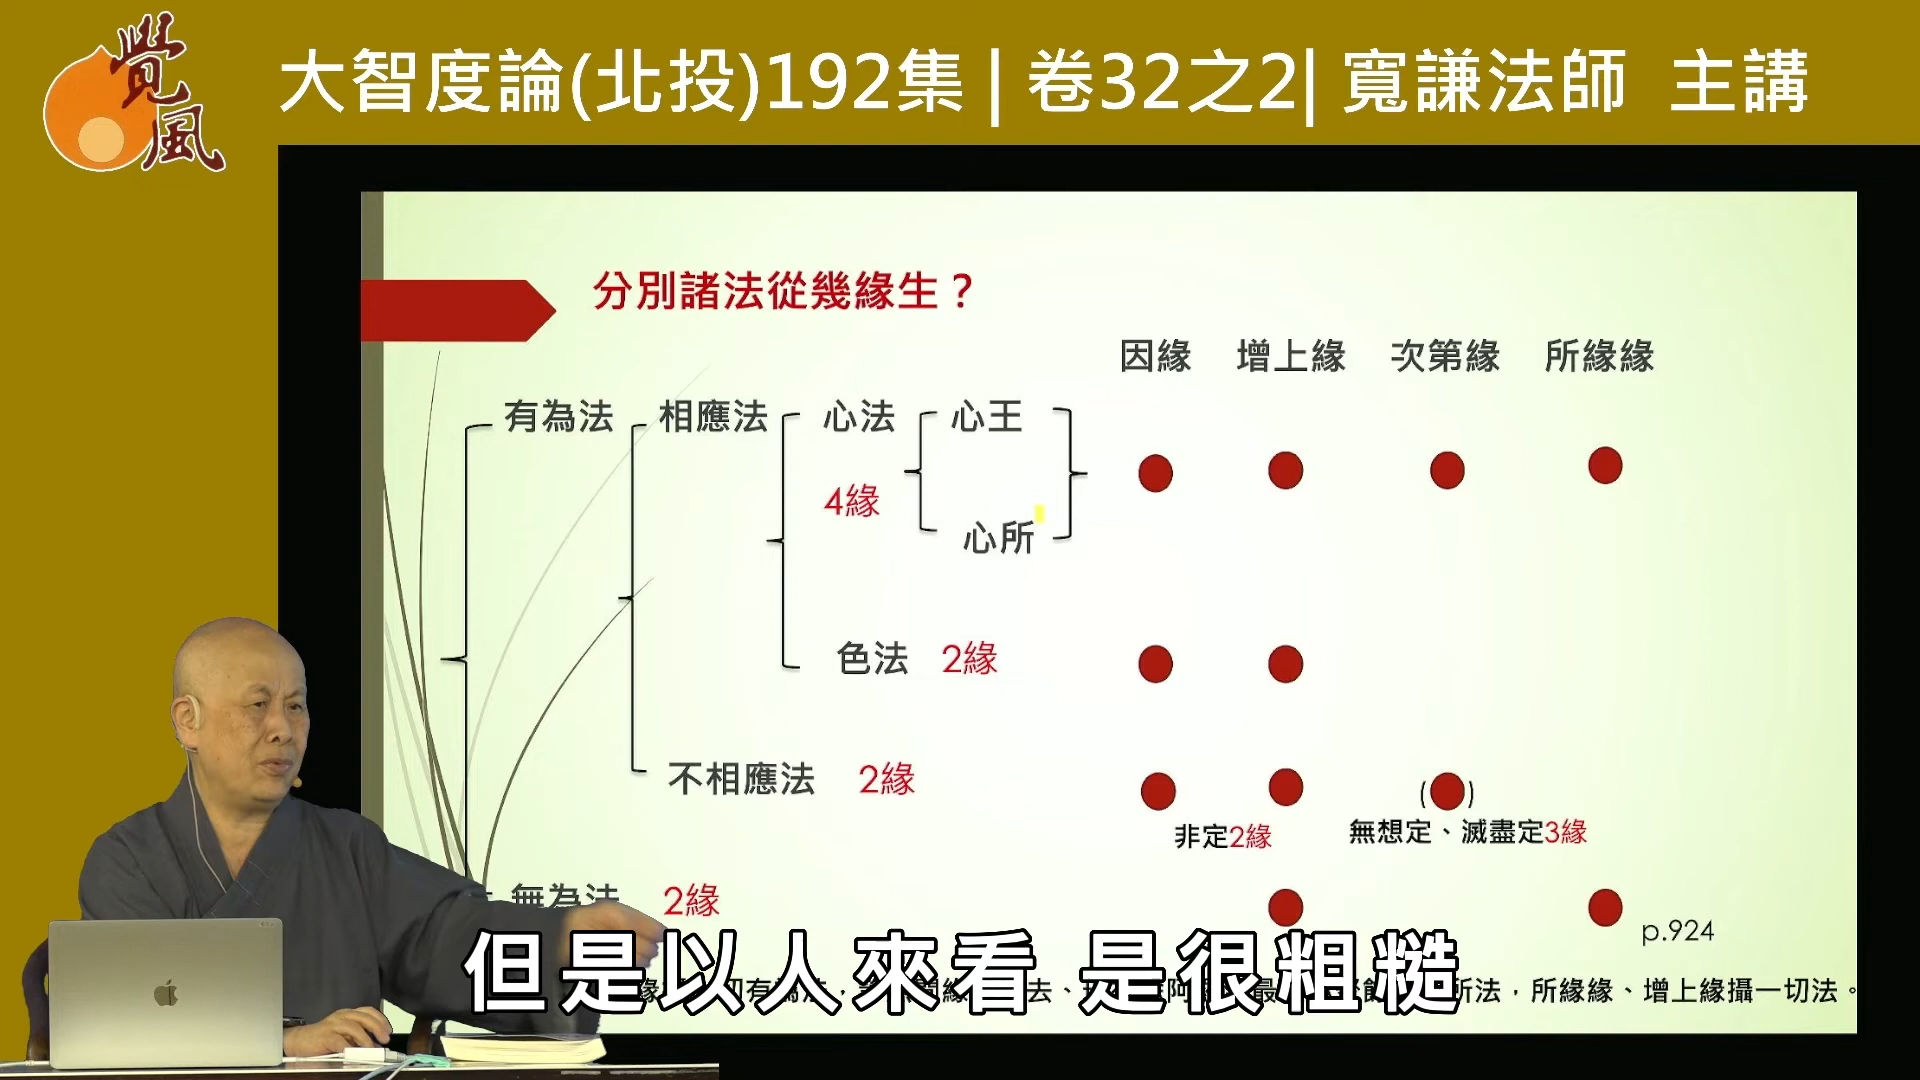 覺風
大智度論(北投)192集 | 卷32之2| 寬謙法師 主講
分別諸法從幾緣生？
因緣 增上緣 次第緣 所緣緣
有為法 相應法 心法 心王
4緣
心所
色法 2緣
不相應法 2緣
非定2緣 無想定、滅盡定3緣
無為法 2緣
p.924
所法，所緣緣、增上緣攝一切法。
但是以人來看 是很粗糙